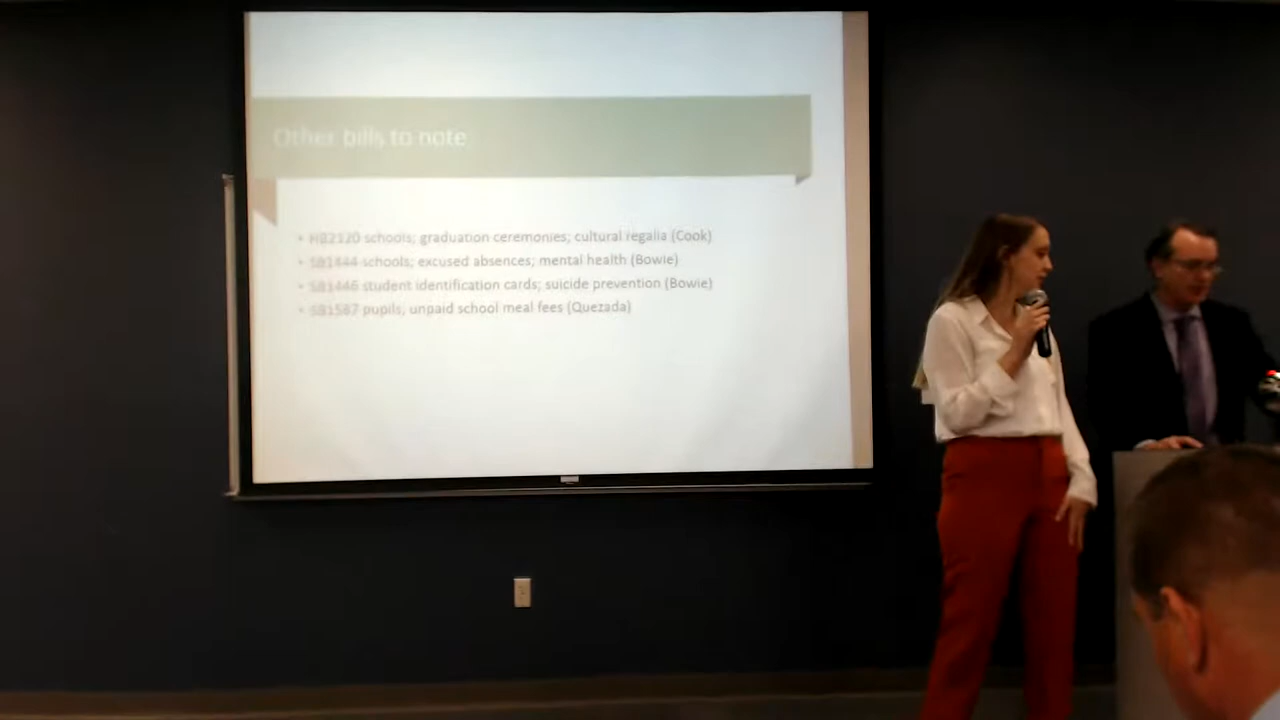 Other bills to note
• HB2120 schools; graduation ceremonies; cultural regalia (Cook)
• SB1444 schools; excused absences; mental health (Bowie)
• SB1446 student identification cards; suicide prevention (Bowie)
• SB1587 pupils; unpaid school meal fees (Quezada)